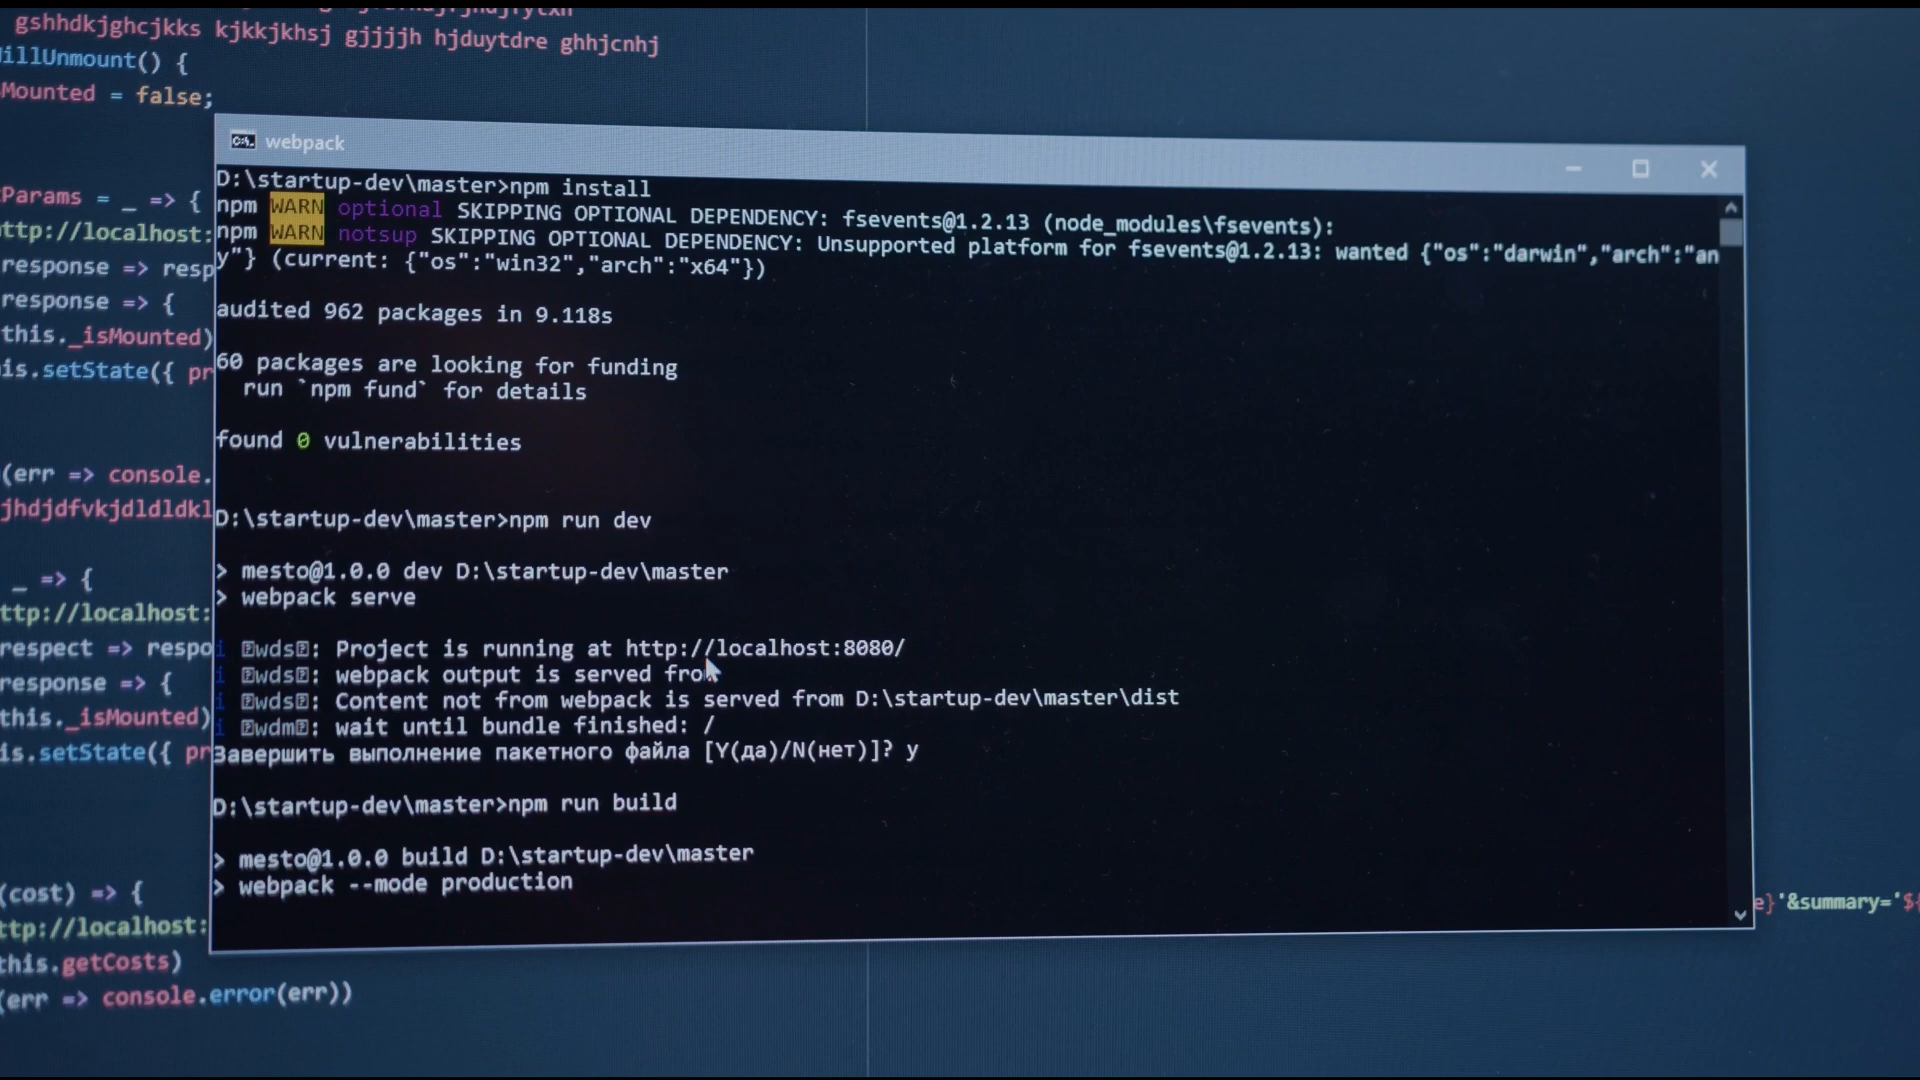 gshhdkjghcjkks kjkkjkhsj gjjjjh hjduytdre ghhjcnhj
illUnmount() {
Mounted = false;
webpack
D:\startup-dev\master>npm install
npm WARN optional SKIPPING OPTIONAL DEPENDENCY: fsevents@1.2.13 (node_modules\fsevents):
npm WARN notsup SKIPPING OPTIONAL DEPENDENCY: Unsupported platform for fsevents@1.2.13: wanted {"os":"darwin","arch":"an
y"} (current: {"os":"win32","arch":"x64"})
audited 962 packages in 9.118s
60 packages are looking for funding
run `npm fund` for details
found 0 vulnerabilities
D:\startup-dev\master>npm run dev
> mesto@1.0.0 dev D:\startup-dev\master
> webpack serve
i wds: Project is running at http://localhost:8080/
i wds: webpack output is served from
i wds: Content not from webpack is served from D:\startup-dev\master\dist
i wdm: wait until bundle finished: /
Завершить выполнение пакетного файла [Y(да)/N(нет)]? y
D:\startup-dev\master>npm run build
> mesto@1.0.0 build D:\startup-dev\master
> webpack --mode production
Params = _ => {
ttp://localhost:
response => resp
response => {
this._isMounted)
is.setState({ pr
(err => console.
jhdjdfvkjdldldkl
_ => {
ttp://localhost:
respect => respo
response => {
this._isMounted)
is.setState({ pr
(cost) => {
ttp://localhost:
this.getCosts)
(err => console.error(err))
e}'&summary='${